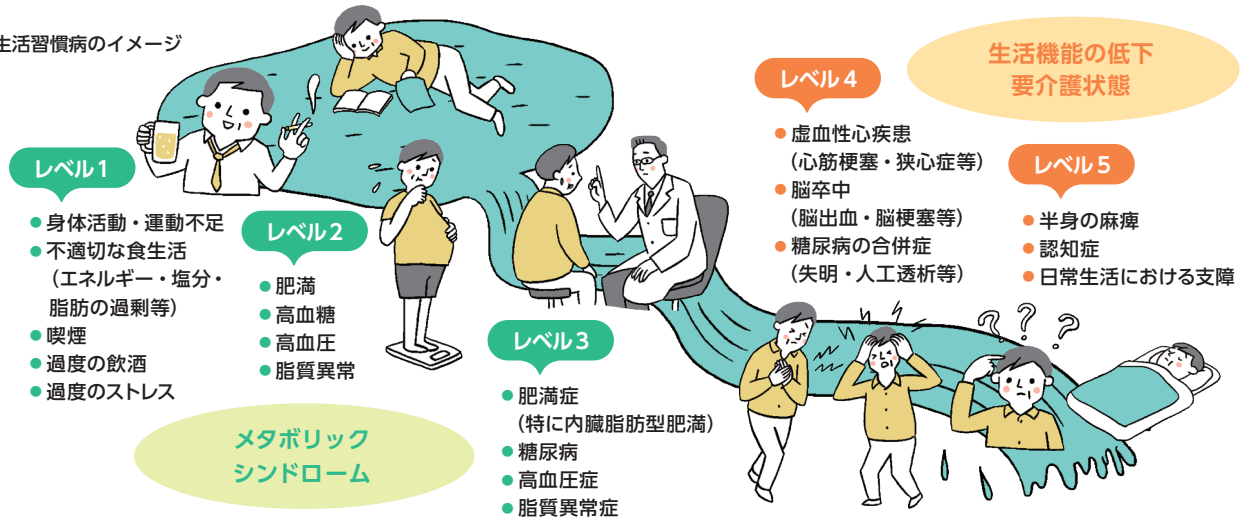 生活習慣病のイメージ
レベル1
● 身体活動・運動不足
● 不適切な食生活
(エネルギー・塩分・
脂肪の過剰等)
● 喫煙
● 過度の飲酒
● 過度のストレス
レベル2
● 肥満
● 高血糖
● 高血圧
● 脂質異常
メタボリック
シンドローム
レベル3
● 肥満症
(特に内臓脂肪型肥満)
● 糖尿病
● 高血圧症
● 脂質異常症
レベル4
● 虚血性心疾患
(心筋梗塞・狭心症等)
● 脳卒中
(脳出血・脳梗塞等)
● 糖尿病の合併症
(失明・人工透析等)
生活機能の低下
要介護状態
レベル5
● 半身の麻痺
● 認知症
● 日常生活における支障
? ? ?